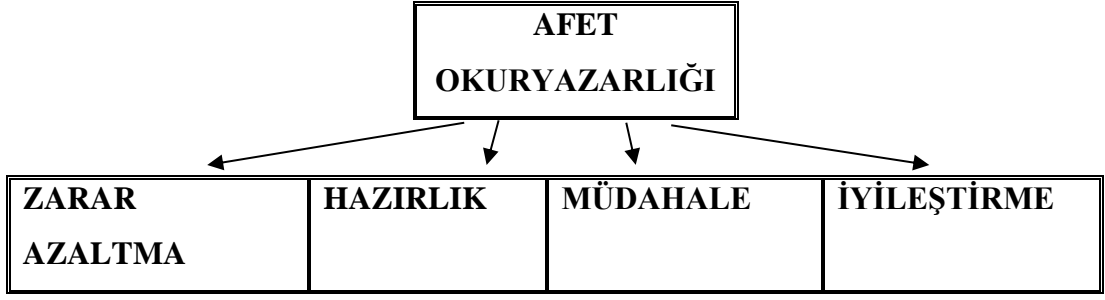 AFET
OKURYAZARLIĞI
ZARAR
AZALTMA
HAZIRLIK
MÜDAHALE
İYİLEŞTİRME